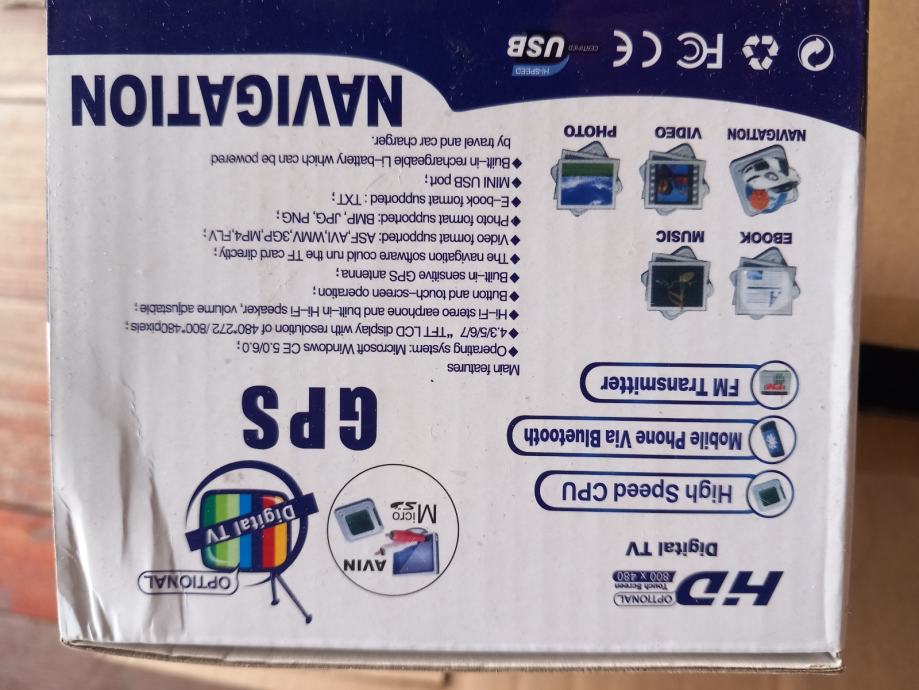 HD
OPTIONAL
Touch Screen
800 x 480
Digital TV
High Speed CPU
Mobile Phone Via Bluetooth
FM Transmitter
EBOOK
MUSIC
NAVIGATION
VIDEO
PHOTO
AVIN
Micro
OPTIONAL
Digital TV
GPS
Main features
◆Operating system: Microsoft Windows CE 5.0/6.0;
◆4.3/5/6/7 "TFT LCD display with resolution of 480*272 /800*480pixels;
◆Hi-Fi stereo earphone and built-in Hi-Fi speaker, volume adjustable;
◆Button and touch-screen operation;
◆Built-in sensitive GPS antenna;
◆The navigation software could run the TF card directly;
◆Video format supported: ASF,AVI,WMV,3GP,MP4,FLV;
◆Photo format supported: BMP, JPG, PNG;
◆E-book format supported : TXT;
◆MINI USB port;
◆Built-in rechargeable Li-battery which can be powered
by travel and car charger.
NAVIGATION
FC CE
CERTIFIED
HI-SPEED
USB